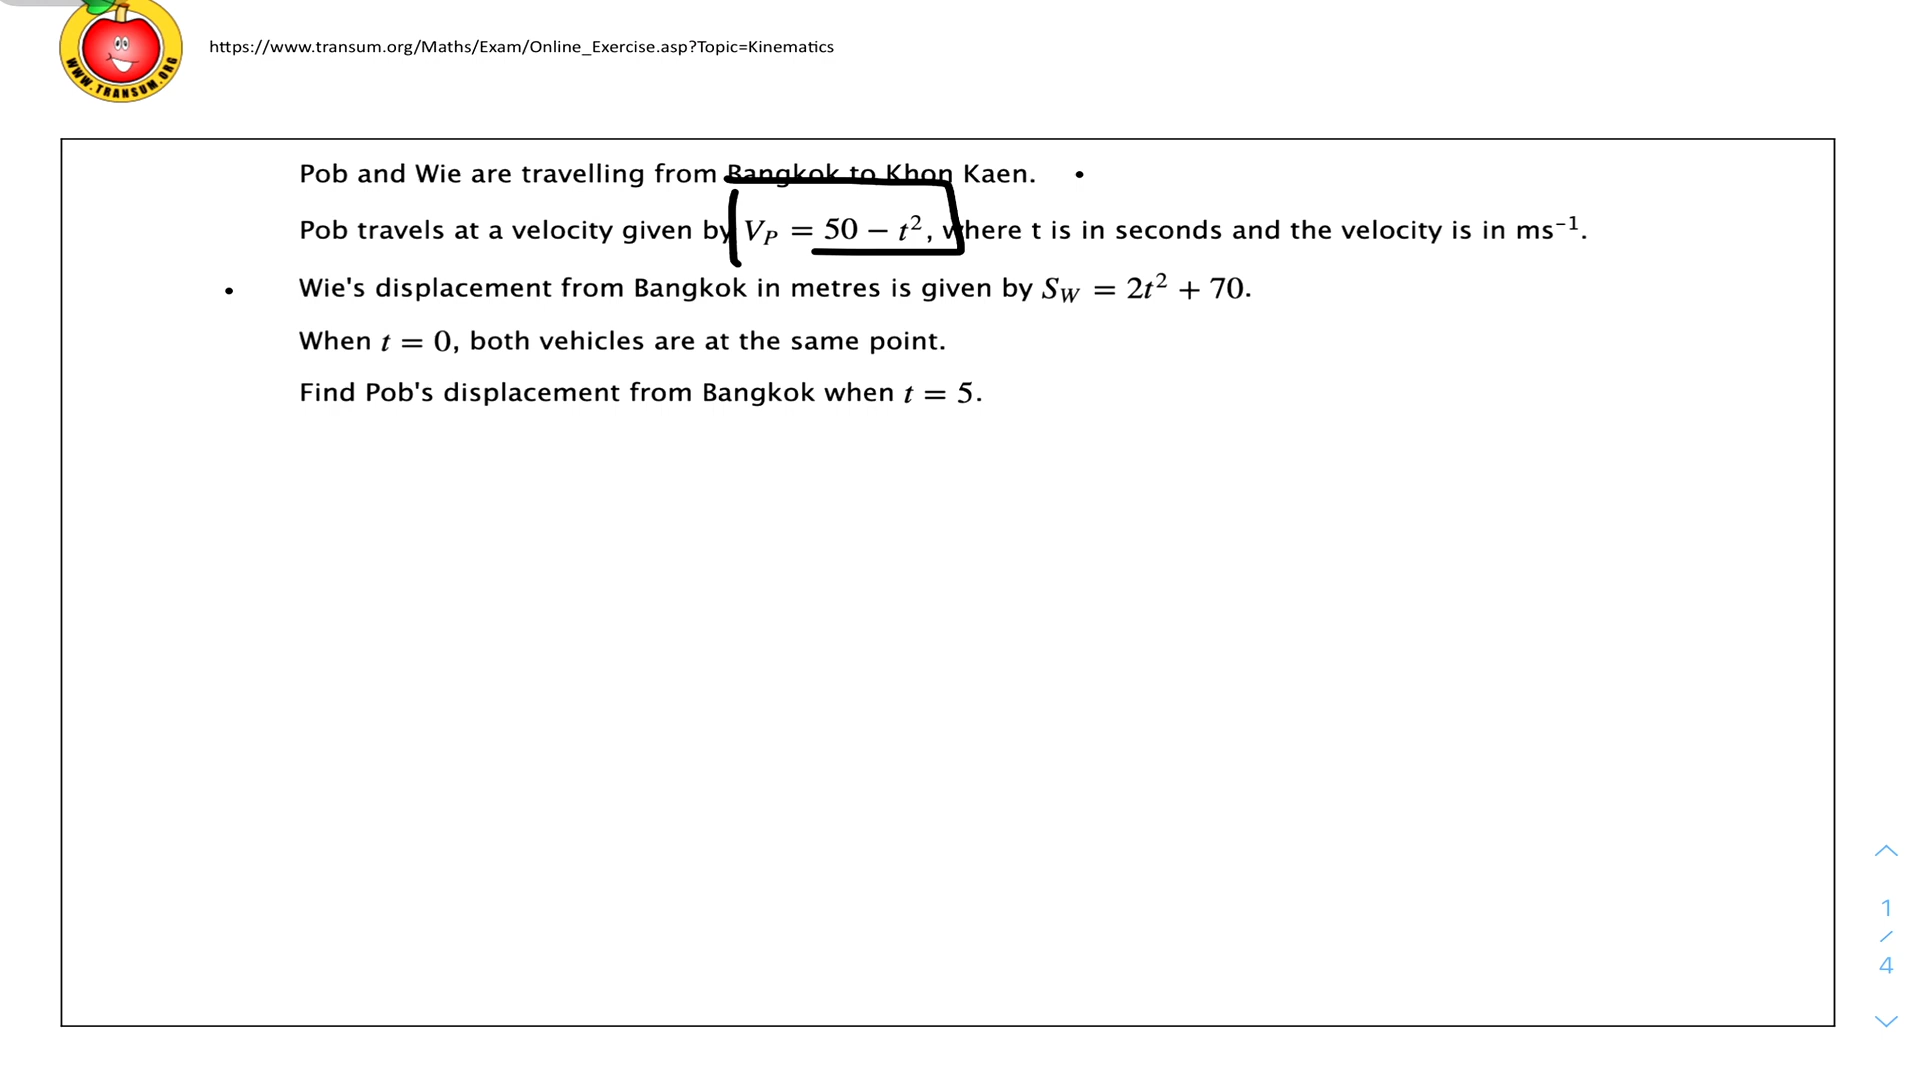 WWW.TRANSUM.ORG
https://www.transum.org/Maths/Exam/Online_Exercise.asp?Topic=Kinematics
Pob and Wie are travelling from Bangkok to Khon Kaen.
Pob travels at a velocity given by V_P = 50 − t², where t is in seconds and the velocity is in ms⁻¹.
Wie's displacement from Bangkok in metres is given by S_W = 2t² + 70.
When t = 0, both vehicles are at the same point.
Find Pob's displacement from Bangkok when t = 5.
1
/
4